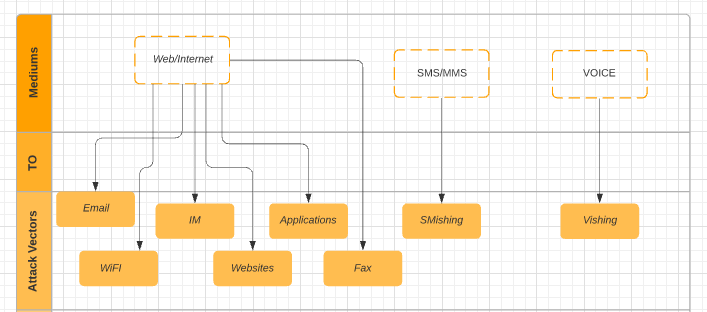 Mediums
Web/Internet
SMS/MMS
VOICE
TO
Attack Vectors
Email
IM
Applications
SMishing
Vishing
WiFI
Websites
Fax